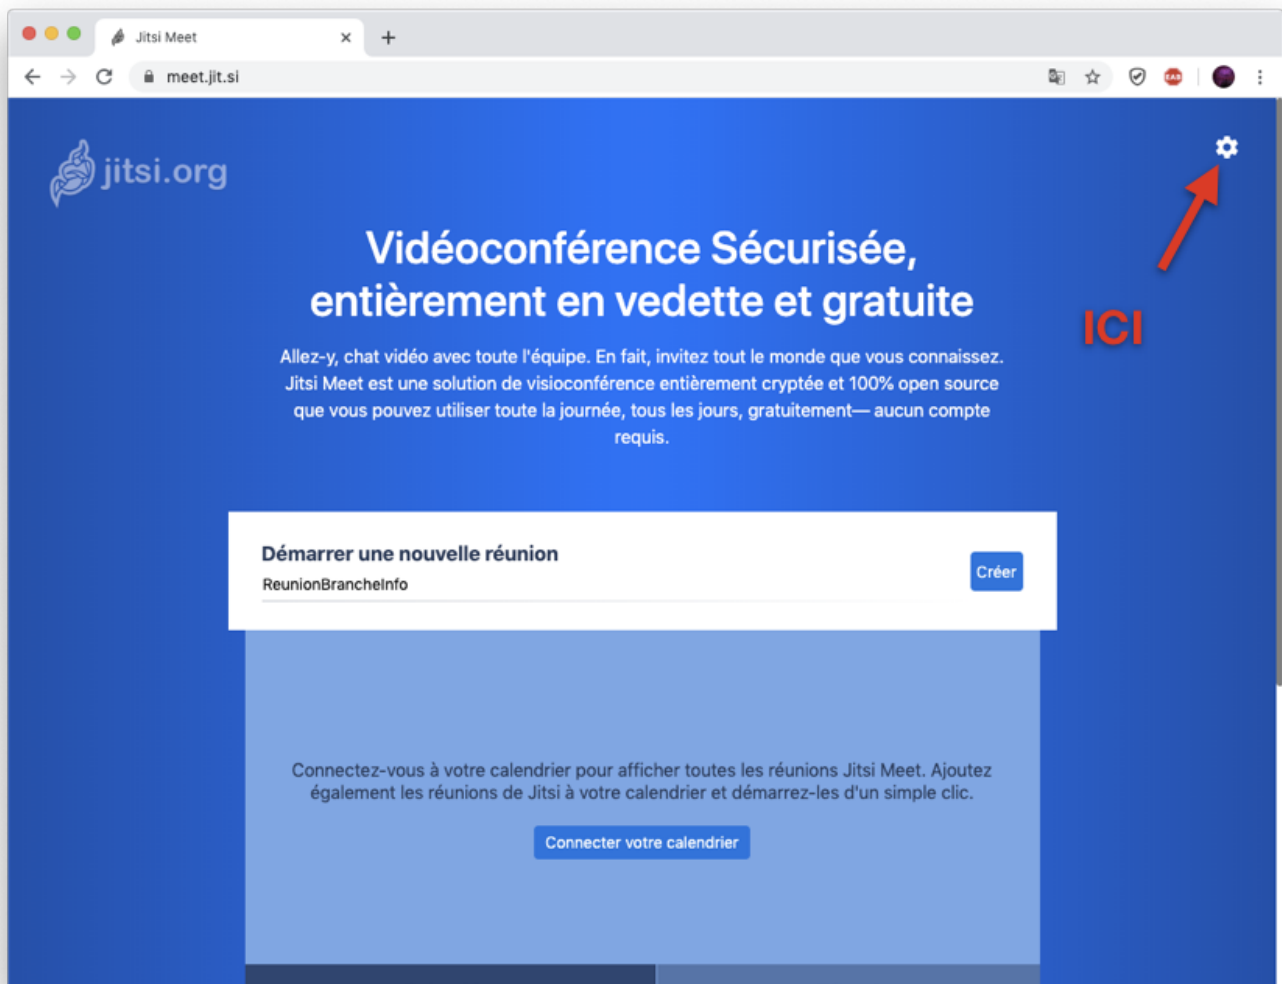 Jitsi Meet
meet.jit.si
jitsi.org
Vidéoconférence Sécurisée,
entièrement en vedette et gratuite
ICI
Allez-y, chat vidéo avec toute l'équipe. En fait, invitez tout le monde que vous connaissez.
Jitsi Meet est une solution de visioconférence entièrement cryptée et 100% open source
que vous pouvez utiliser toute la journée, tous les jours, gratuitement— aucun compte
requis.
Démarrer une nouvelle réunion
ReunionBrancheInfo
Créer
Connectez-vous à votre calendrier pour afficher toutes les réunions Jitsi Meet. Ajoutez
également les réunions de Jitsi à votre calendrier et démarrez-les d'un simple clic.
Connecter votre calendrier